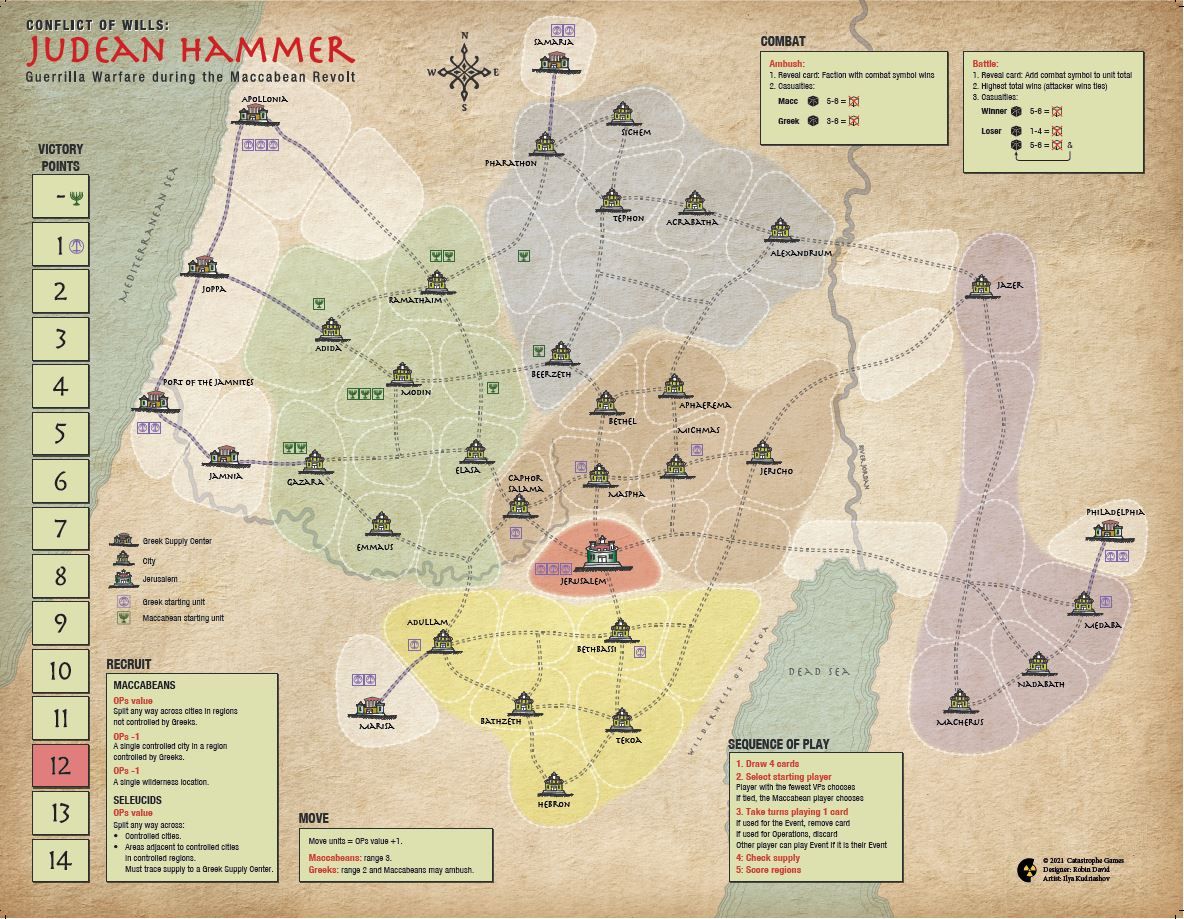 CONFLICT OF WILLS:
JUDEAN HAMMER
Guerrilla Warfare during the Maccabean Revolt
N
W E
S
VICTORY
POINTS
-
1
2
3
4
5
6
7
8
9
10
11
12
13
14
MEDITERRANEAN SEA
SAMARIA
APOLLONIA
SICHEM
PHARATHON
TEPHON
ACRABATHA
ALEXANDRIUM
JOPPA
RAMATHAIM
JAZER
ADIDA
BEERZETH
PORT OF THE JAMNITES
MODIN
APHAEREMA
BETHEL
MICHMAS
JAMNIA
GAZARA
ELASA
CAPHOR
SALAMA
MASPHA
JERICHO
RIVER JORDAN
EMMAUS
JERUSALEM
PHILADELPHIA
MEDABA
ADULLAM
BETHBASSI
NADABATH
MARISA
BATHZETH
TEKOA
MACHERUS
HEBRON
WILDERNESS OF TEKOA
DEAD SEA
COMBAT
Ambush:
1. Reveal card: Faction with combat symbol wins
2. Casualties:
Macc 5-6 =
Greek 3-6 =
Battle:
1. Reveal card: Add combat symbol to unit total
2. Highest total wins (attacker wins ties)
3. Casualties:
Winner 5-6 =
Loser 1-4 =
5-6 = &
Greek Supply Center
City
Jerusalem
Greek starting unit
Maccabean starting unit
RECRUIT
MACCABEANS
OPs value
Split any way across cities in regions
not controlled by Greeks.
OPs -1
A single controlled city in a region
controlled by Greeks.
OPs -1
A single wilderness location.
SELEUCIDS
OPs value
Split any way across:
• Controlled cities.
• Areas adjacent to controlled cities
in controlled regions.
Must trace supply to a Greek Supply Center.
MOVE
Move units = OPs value +1.
Maccabeans: range 3.
Greeks: range 2 and Maccabees may ambush.
SEQUENCE OF PLAY
1. Draw 4 cards
2. Select starting player
Player with the fewest VPs chooses
If tied, the Maccabean player chooses
3. Take turns playing 1 card
If used for the Event, remove card
If used for Operations, discard
Other player can play Event if it is their Event
4: Check supply
5: Score regions
© 2021 Catastrophe Games
Designer: Robin David
Artist: Ilya Kudriashov